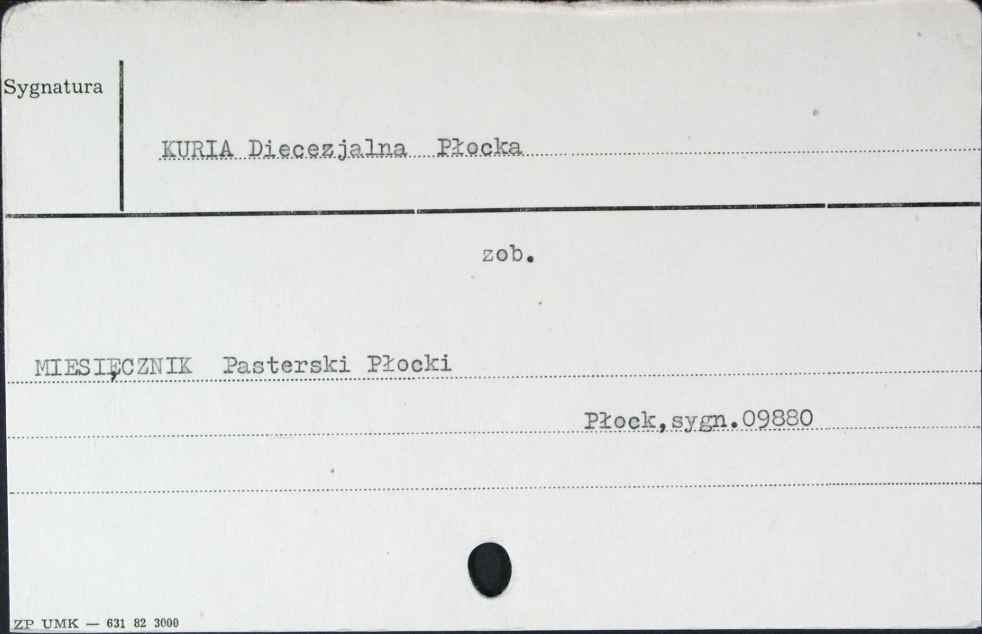 Sygnatura
KURIA Diecezjalna Płocka
zob.
MIESIĘCZNIK Pasterski Płocki
Płock,sygn.09880
ZP UMK — 631 82 3000